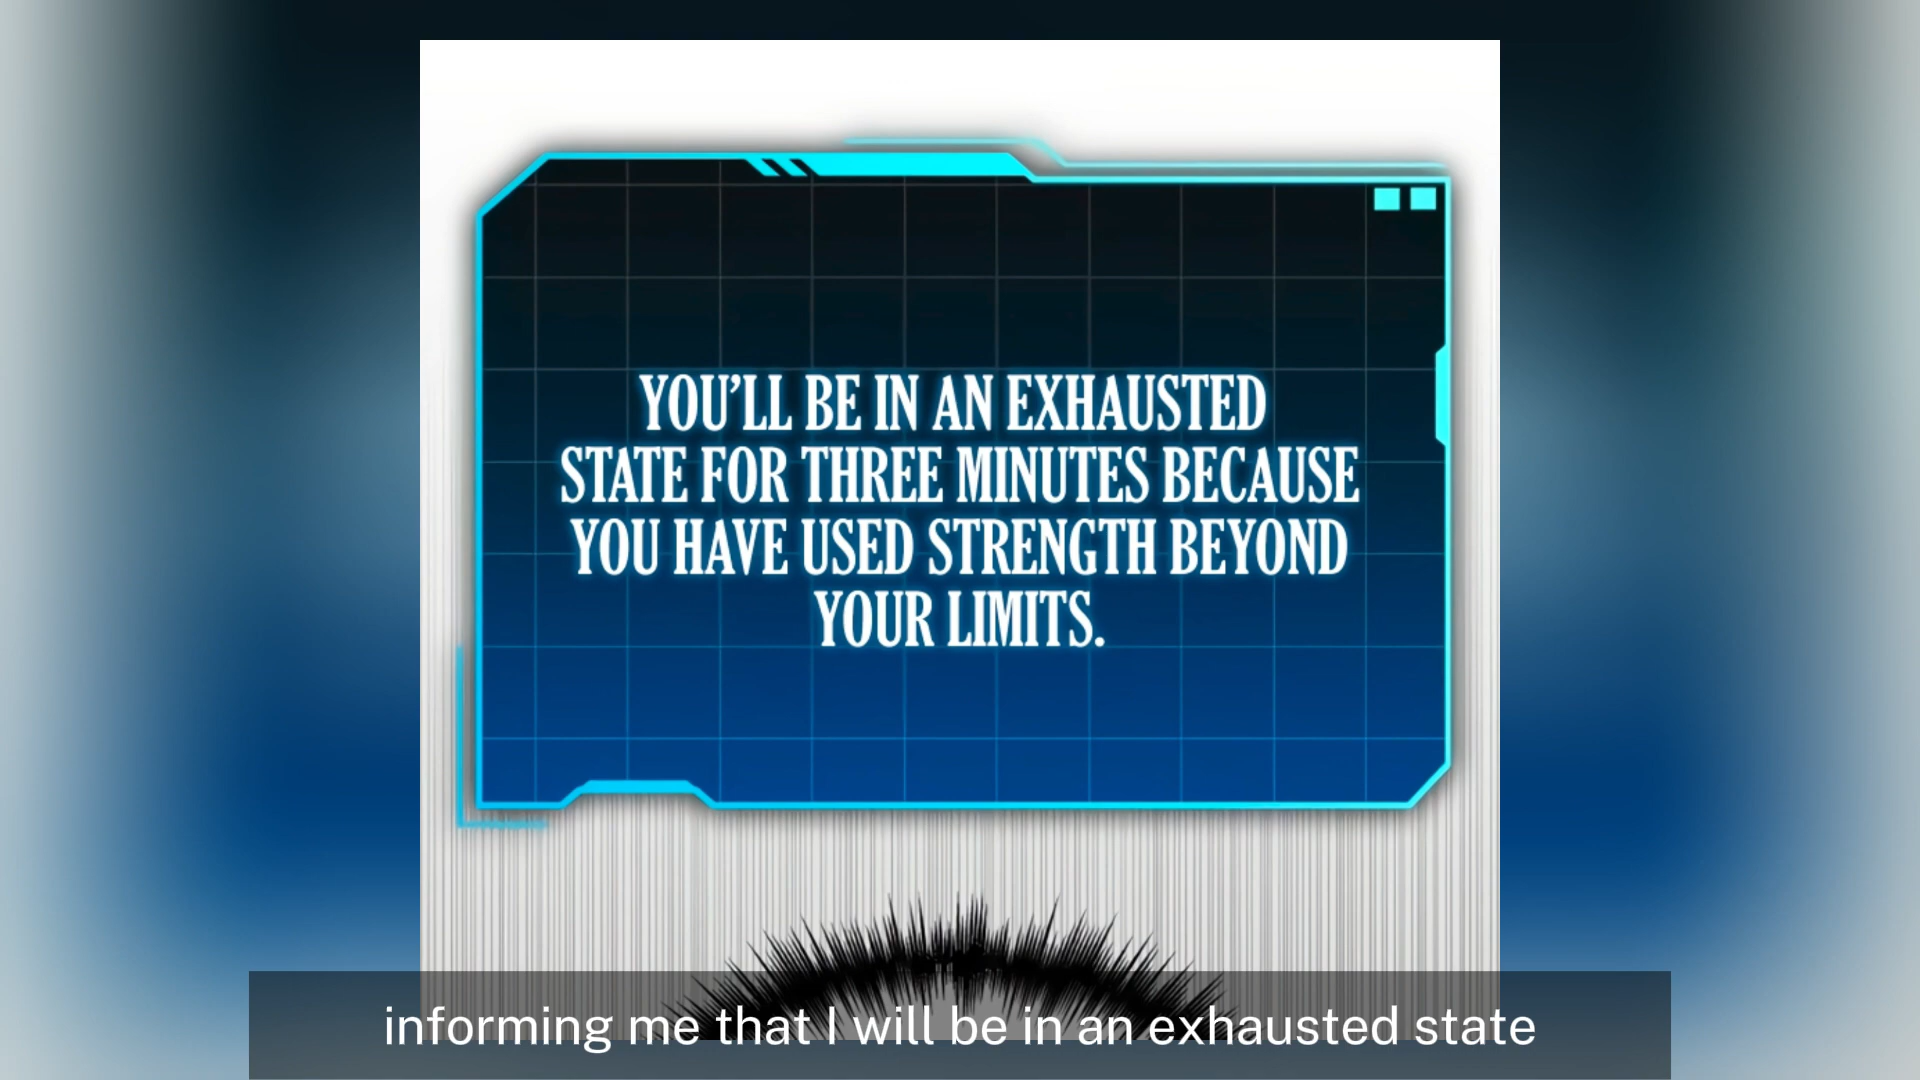 YOU'LL BE IN AN EXHAUSTED
STATE FOR THREE MINUTES BECAUSE
YOU HAVE USED STRENGTH BEYOND
YOUR LIMITS.
informing me that I will be in an exhausted state